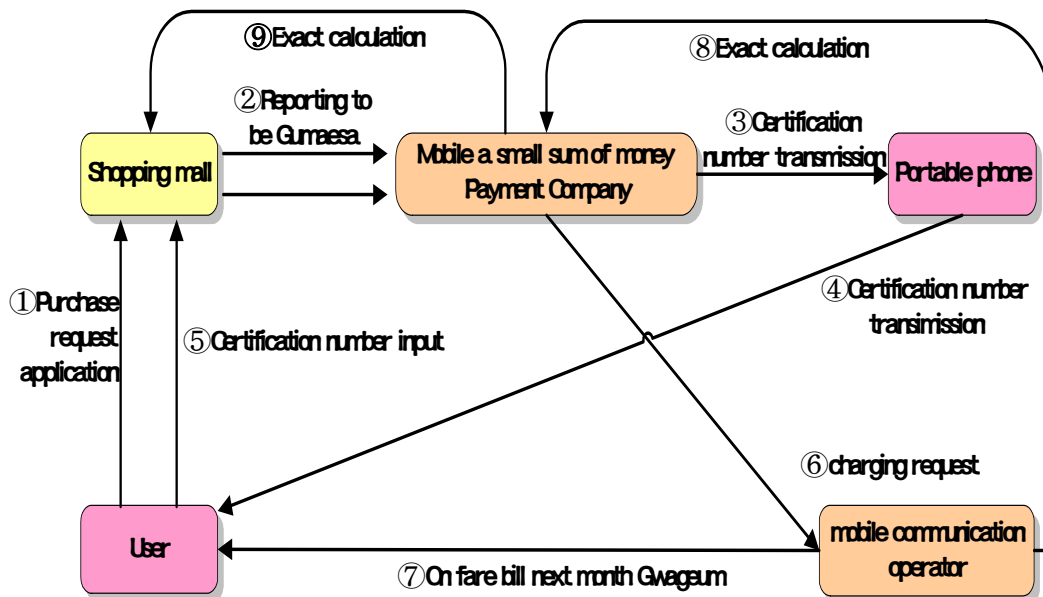 ⑨Exact calculation
⑧Exact calculation
②Reporting to
be Gumaesa
③Certification
number transmission
Shopping mall
Mobile a small sum of money
Payment Company
Portable phone
①Purchase
request
application
⑤Certification number input
④Certification number
transimission
⑥charging request
User
mobile communication
operator
⑦On fare bill next month Gwageum